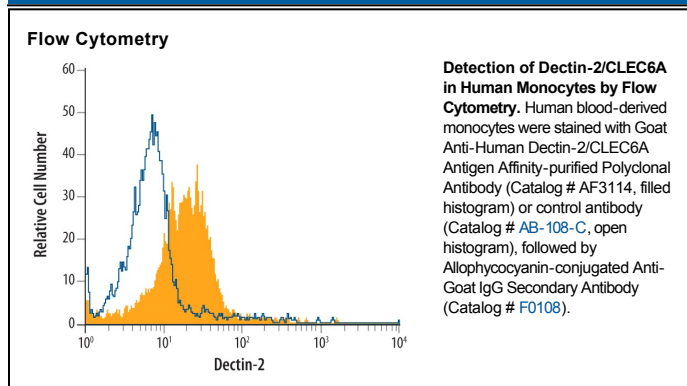 Flow Cytometry
60
50
40
30
20
10
0
Relative Cell Number
10⁰
10¹
10²
10³
10⁴
Dectin-2
Detection of Dectin-2/CLEC6A
in Human Monocytes by Flow
Cytometry. Human blood-derived
monocytes were stained with Goat
Anti-Human Dectin-2/CLEC6A
Antigen Affinity-purified Polyclonal
Antibody (Catalog # AF3114, filled
histogram) or control antibody
(Catalog # AB-108-C, open
histogram), followed by
Allophycocyanin-conjugated Anti-
Goat IgG Secondary Antibody
(Catalog # F0108).